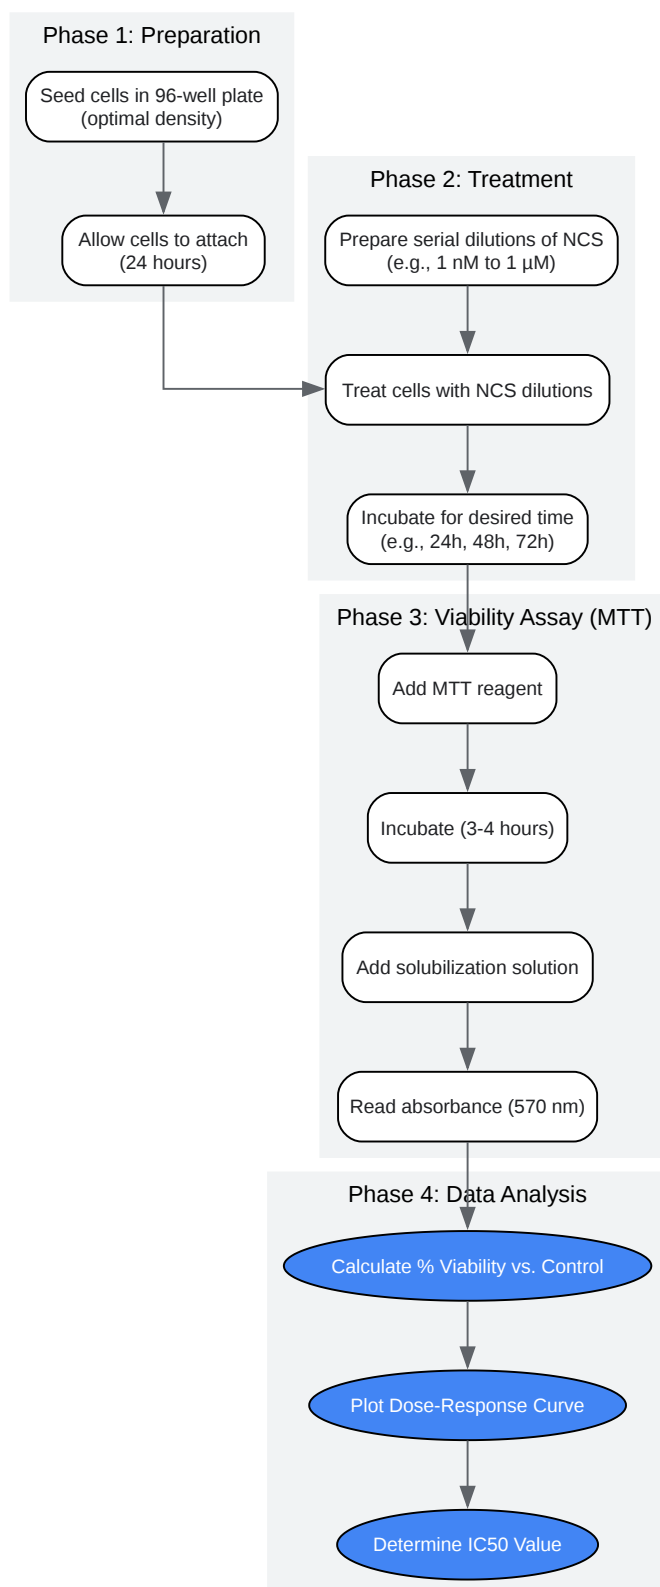 Phase 1: Preparation
Seed cells in 96-well plate
(optimal density)
Allow cells to attach
(24 hours)
Phase 2: Treatment
Prepare serial dilutions of NCS
(e.g., 1 nM to 1 µM)
Treat cells with NCS dilutions
Incubate for desired time
(e.g., 24h, 48h, 72h)
Phase 3: Viability Assay (MTT)
Add MTT reagent
Incubate (3-4 hours)
Add solubilization solution
Read absorbance (570 nm)
Phase 4: Data Analysis
Calculate % Viability vs. Control
Plot Dose-Response Curve
Determine IC50 Value